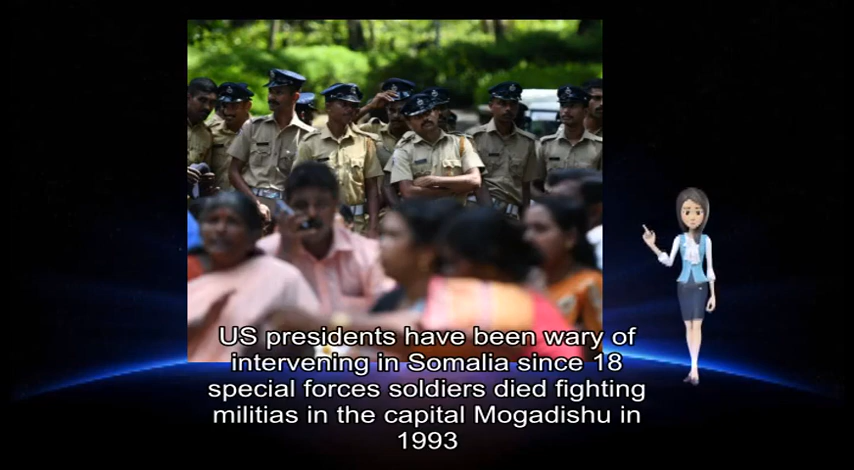 US presidents have been wary of
intervening in Somalia since 18
special forces soldiers died fighting
militias in the capital Mogadishu in
1993